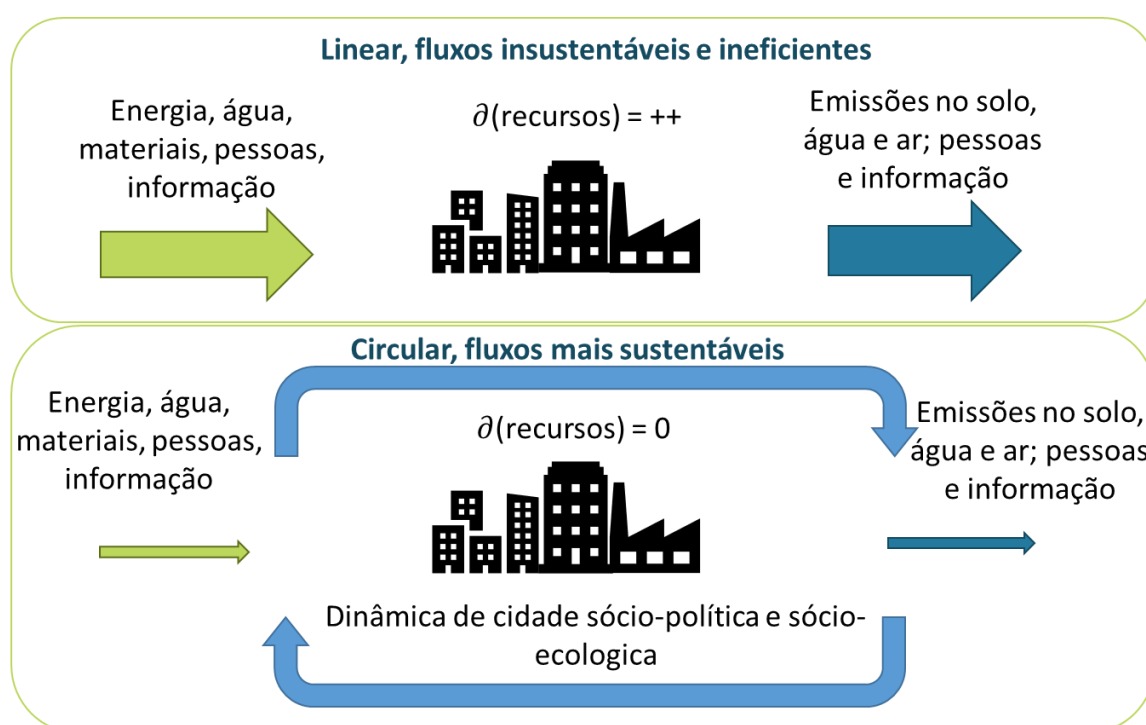 Linear, fluxos insustentáveis e ineficientes
Energia, água,
materiais, pessoas,
informação
∂(recursos) = ++
Emissões no solo,
água e ar; pessoas
e informação
Circular, fluxos mais sustentáveis
Energia, água,
materiais, pessoas,
informação
∂(recursos) = 0
Emissões no solo,
água e ar; pessoas
e informação
Dinâmica de cidade sócio-política e sócio-
ecologica